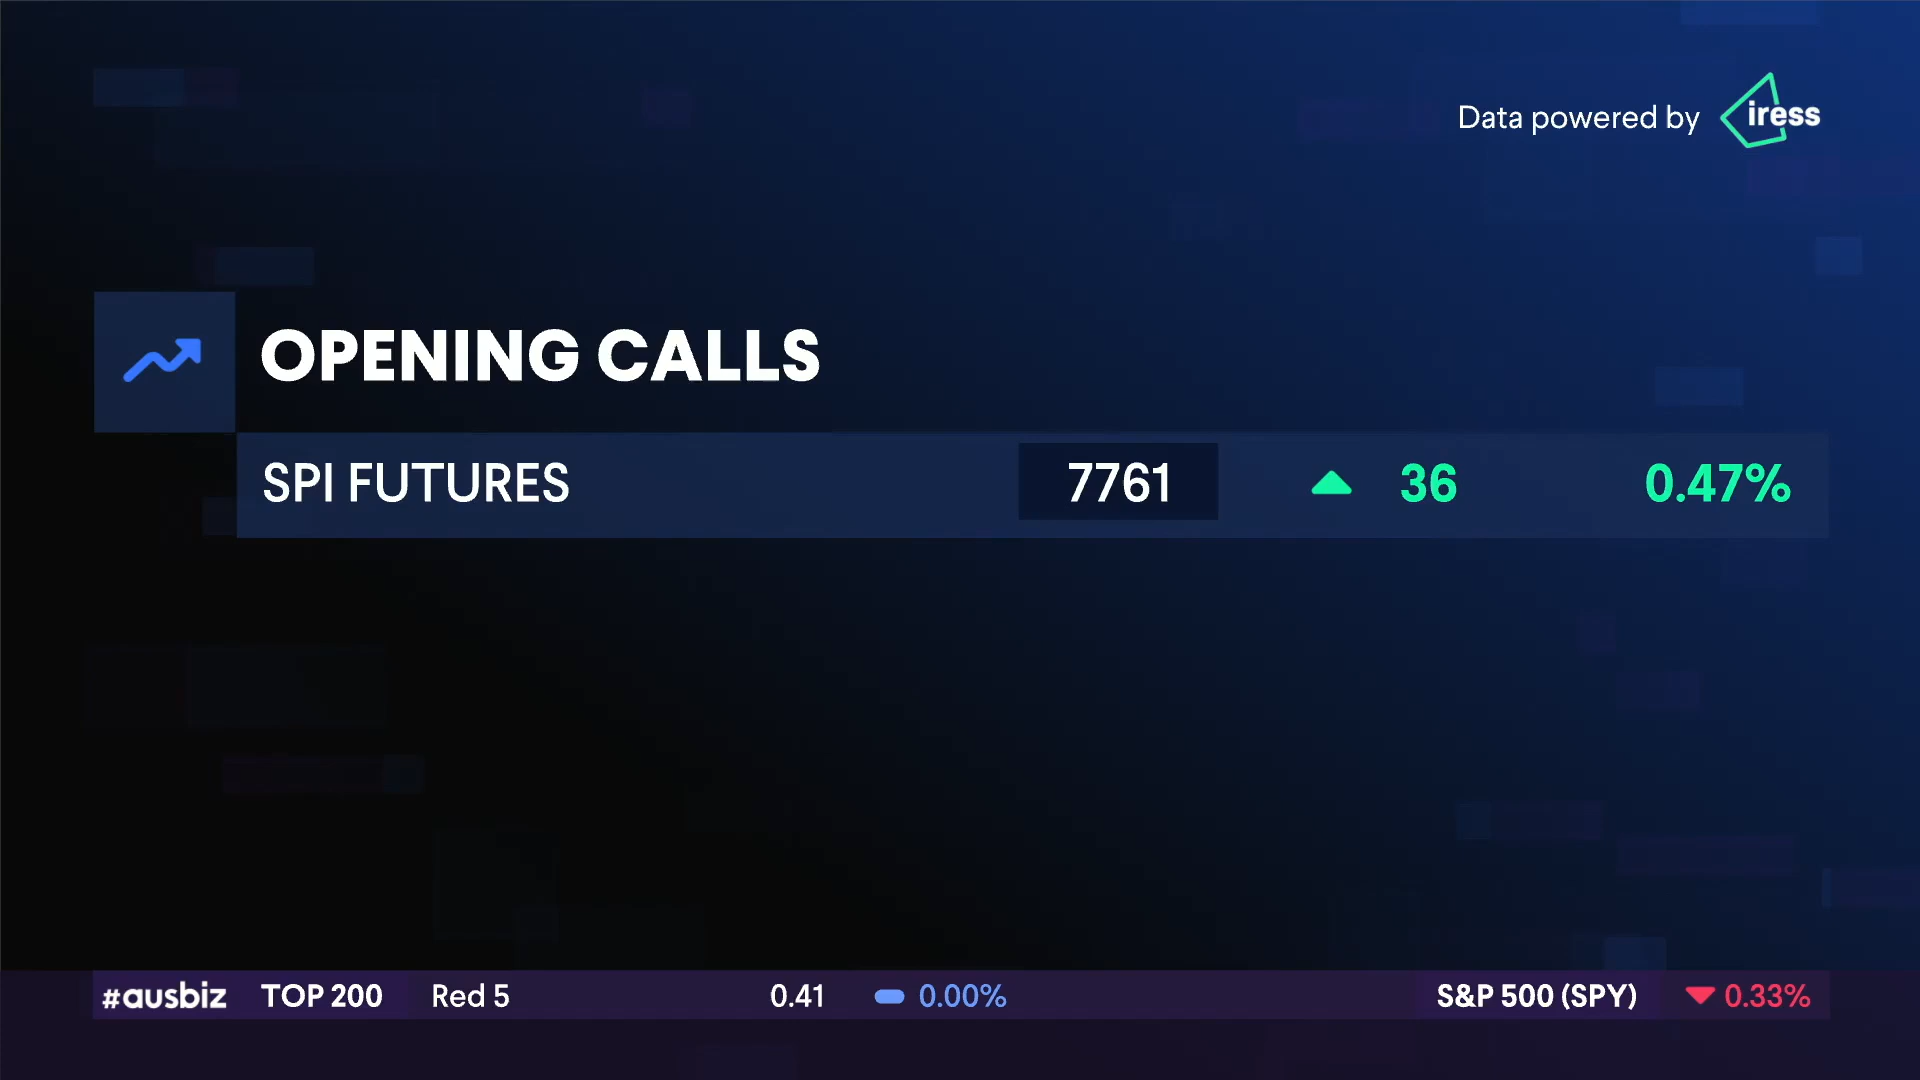 Data powered by iress
OPENING CALLS
SPI FUTURES 7761 36 0.47%
#ausbiz TOP 200 Red 5 0.41 0.00% S&P 500 (SPY) 0.33%